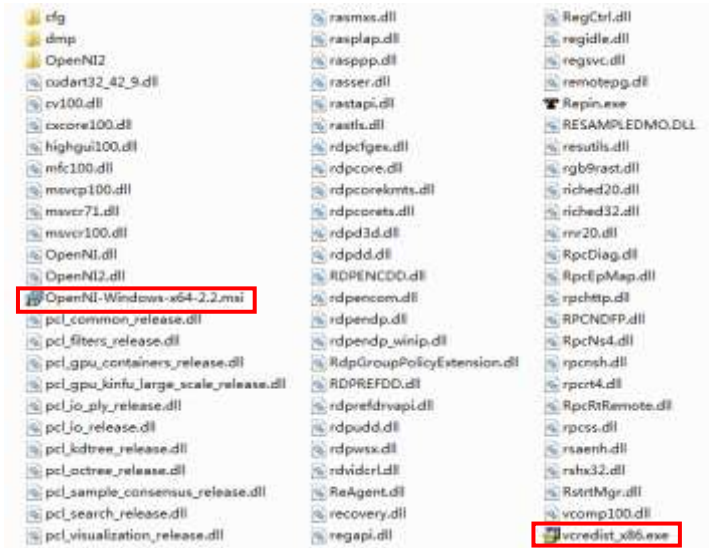 cfg
dmp
OpenNI2
cudart32_42_9.dll
cv100.dll
cxcore100.dll
highgui100.dll
mfc100.dll
msvcp100.dll
msvcr71.dll
msvcr100.dll
OpenNI.dll
OpenNI2.dll
OpenNI-Windows-x64-2.2.msi
pcl_common_release.dll
pcl_filters_release.dll
pcl_gpu_containers_release.dll
pcl_gpu_kinfu_large_scale_release.dll
pcl_io_ply_release.dll
pcl_io_release.dll
pcl_kdtree_release.dll
pcl_octree_release.dll
pcl_sample_consensus_release.dll
pcl_search_release.dll
pcl_visualization_release.dll
rasmxs.dll
rasplap.dll
rasppp.dll
rasser.dll
rastapi.dll
rastls.dll
rdpcfgex.dll
rdpcore.dll
rdpcorekmts.dll
rdpcorets.dll
rdpd3d.dll
rdpdd.dll
RDPENCDD.dll
rdpencom.dll
rdpendp.dll
rdpendp_winip.dll
RdpGroupPolicyExtension.dll
RDPREFDD.dll
rdprefdrvapi.dll
rdpudd.dll
rdpwsx.dll
rdvidcrl.dll
ReAgent.dll
recovery.dll
regapi.dll
RegCtrl.dll
regidle.dll
regsvc.dll
remotepg.dll
Repin.exe
RESAMPLEDMO.DLL
resutils.dll
rgb9rast.dll
riched20.dll
riched32.dll
rnr20.dll
RpcDiag.dll
RpcEpMap.dll
rpchttp.dll
RPCNDFP.dll
RpcNs4.dll
rpcnsh.dll
rpcrt4.dll
RpcRtRemote.dll
rpcss.dll
rsaenh.dll
rshx32.dll
RstrtMgr.dll
vcomp100.dll
vcredist_x86.exe